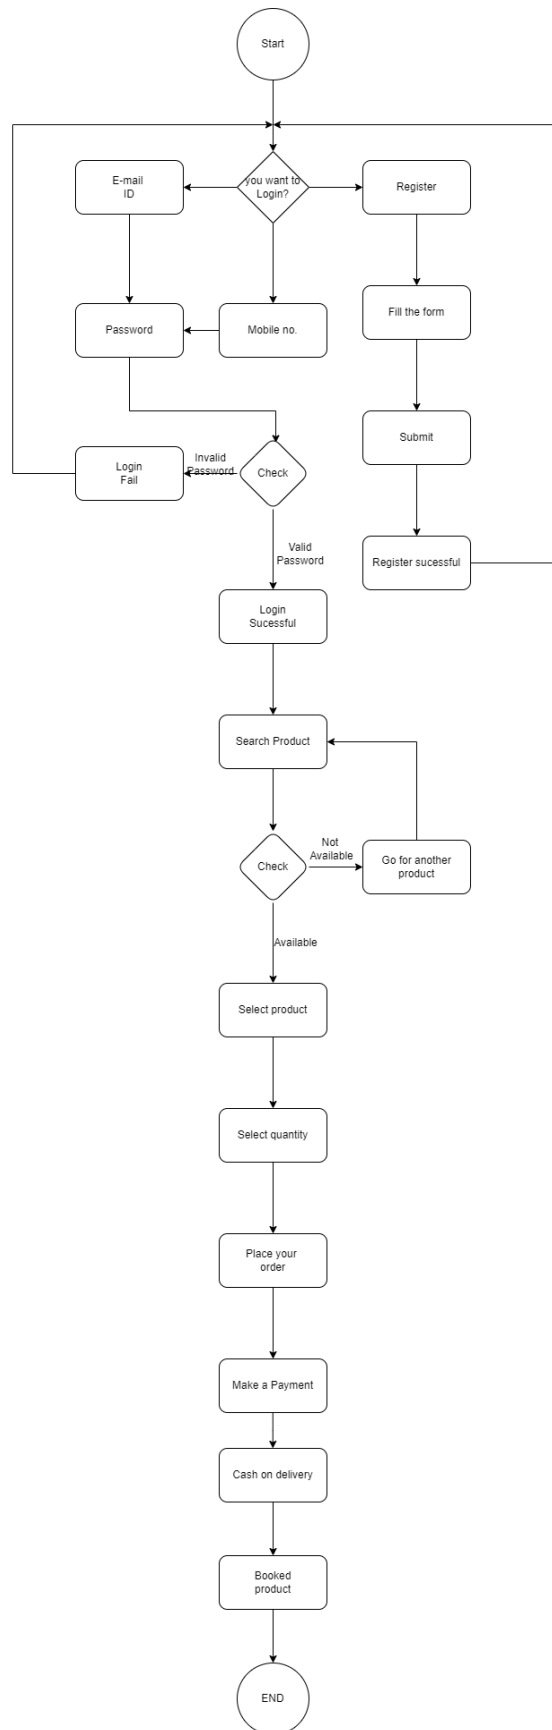 Start
E-mail
ID
you want to
Login?
Register
Fill the form
Password
Mobile no.
Submit
Login
Fail
Invalid
Password
Check
Valid
Password
Register sucessful
Login
Sucessful
Search Product
Check
Not
Available
Go for another
product
Available
Select product
Select quantity
Place your
order
Make a Payment
Cash on delivery
Booked
product
END